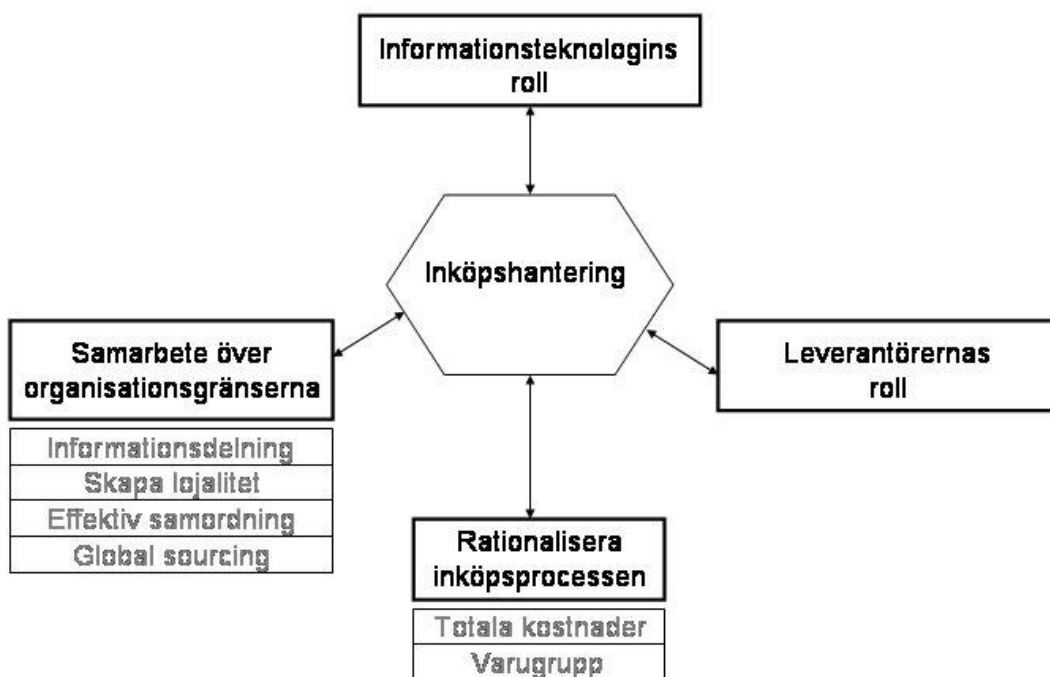 Informationsteknologins
roll
Inköpshantering
Samarbete över
organisationsgränserna
Informationsdelning
Skapa lojalitet
Effektiv samordning
Global sourcing
Leverantörernas
roll
Rationalisera
inköpsprocessen
Totala kostnader
Varugrupp